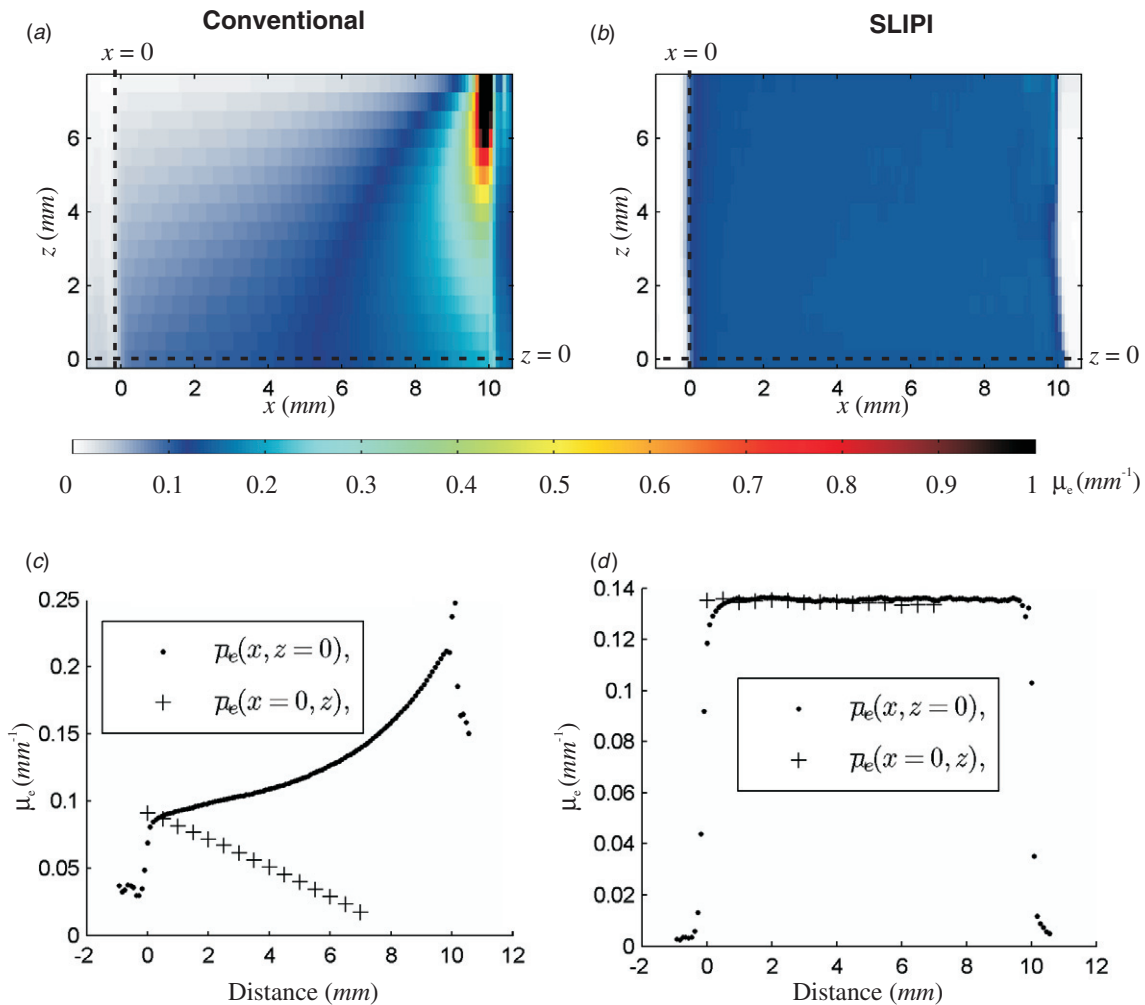 Conventional
SLIPI
(a)
x = 0
(b)
x = 0
z (mm)
6
4
2
0
z = 0
0 2 4 6 8 10
x (mm)
z (mm)
6
4
2
0
z = 0
0 2 4 6 8 10
x (mm)
0 0.1 0.2 0.3 0.4 0.5 0.6 0.7 0.8 0.9 1 μe (mm-1)
(c)
μe (mm-1)
0.25
0.2
0.15
0.1
0.05
0
-2 0 2 4 6 8 10 12
Distance (mm)
μe(x, z = 0),
μe(x = 0, z),
(d)
μe (mm-1)
0.14
0.12
0.1
0.08
0.06
0.04
0.02
0
-2 0 2 4 6 8 10 12
Distance (mm)
μe(x, z = 0),
μe(x = 0, z),